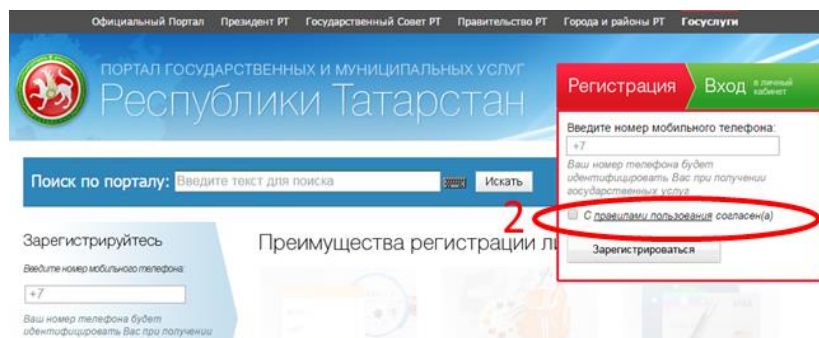 Официальный Портал Президент РТ Государственный Совет РТ Правительство РТ Города и районы РТ Госуслуги
ПОРТАЛ ГОСУДАРСТВЕННЫХ И МУНИЦИПАЛЬНЫХ УСЛУГ
Республики Татарстан
Регистрация Вход в личный кабинет
Введите номер мобильного телефона:
+7
Ваш номер телефона будет
идентифицировать Вас при получении
государственных услуг
2
С правилами пользования согласен(а)
Зарегистрироваться
Поиск по порталу: Введите текст для поиска Искать
Зарегистрируйтесь
Введите номер мобильного телефона:
+7
Ваш номер телефона будет
идентифицировать Вас при получении
Преимущества регистрации ли